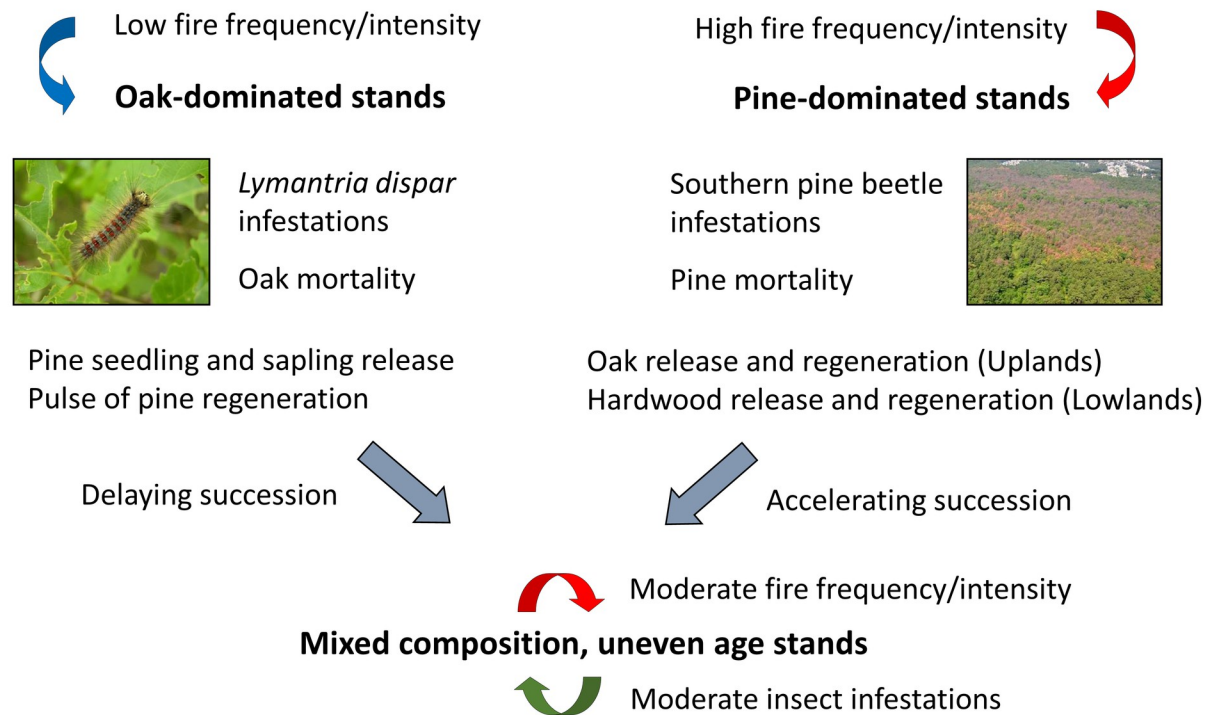 Low fire frequency/intensity
Oak-dominated stands
Lymantria dispar
infestations
Oak mortality
Pine seedling and sapling release
Pulse of pine regeneration
Delaying succession
High fire frequency/intensity
Pine-dominated stands
Southern pine beetle
infestations
Pine mortality
Oak release and regeneration (Uplands)
Hardwood release and regeneration (Lowlands)
Accelerating succession
Moderate fire frequency/intensity
Mixed composition, uneven age stands
Moderate insect infestations